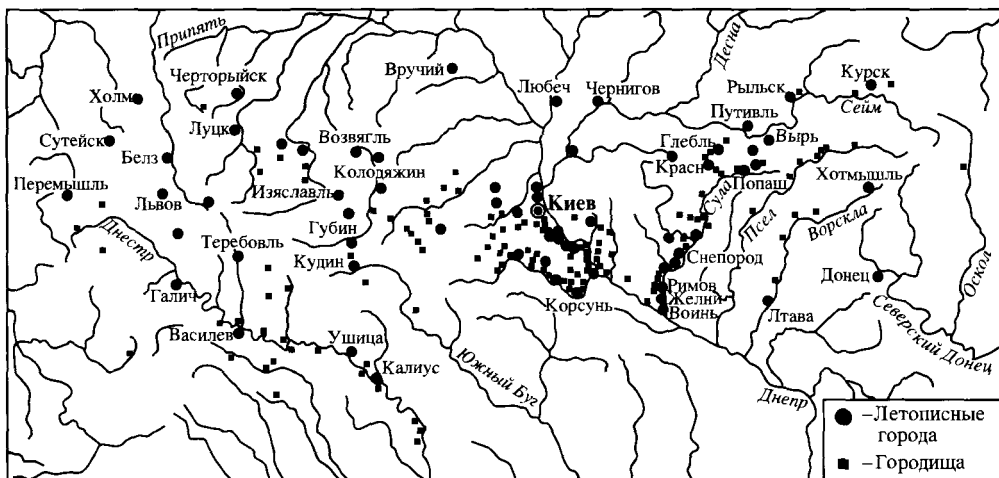 Припять
Десна
Черторыйск
Вручий
Курск
Холм
Любеч
Чернигов
Рыльск
Сейм
Путивль
Луцк
Сутейск
Возвягль
Глебль
Вырь
Белз
Колодяжин
Красн
Попаш
Хотмышль
Перемышль
Изяславль
Сула
Львов
Киев
Псел
Ворскла
Губин
Днестр
Теребовль
Кудин
Снепород
Донец
Оскол
Галич
Римов
Желни
Корсунь
Воинь
Лтава
Северский Донец
Василев
Ушица
Калиус
Южный Буг
Днепр
–Летописные
города
–Городища